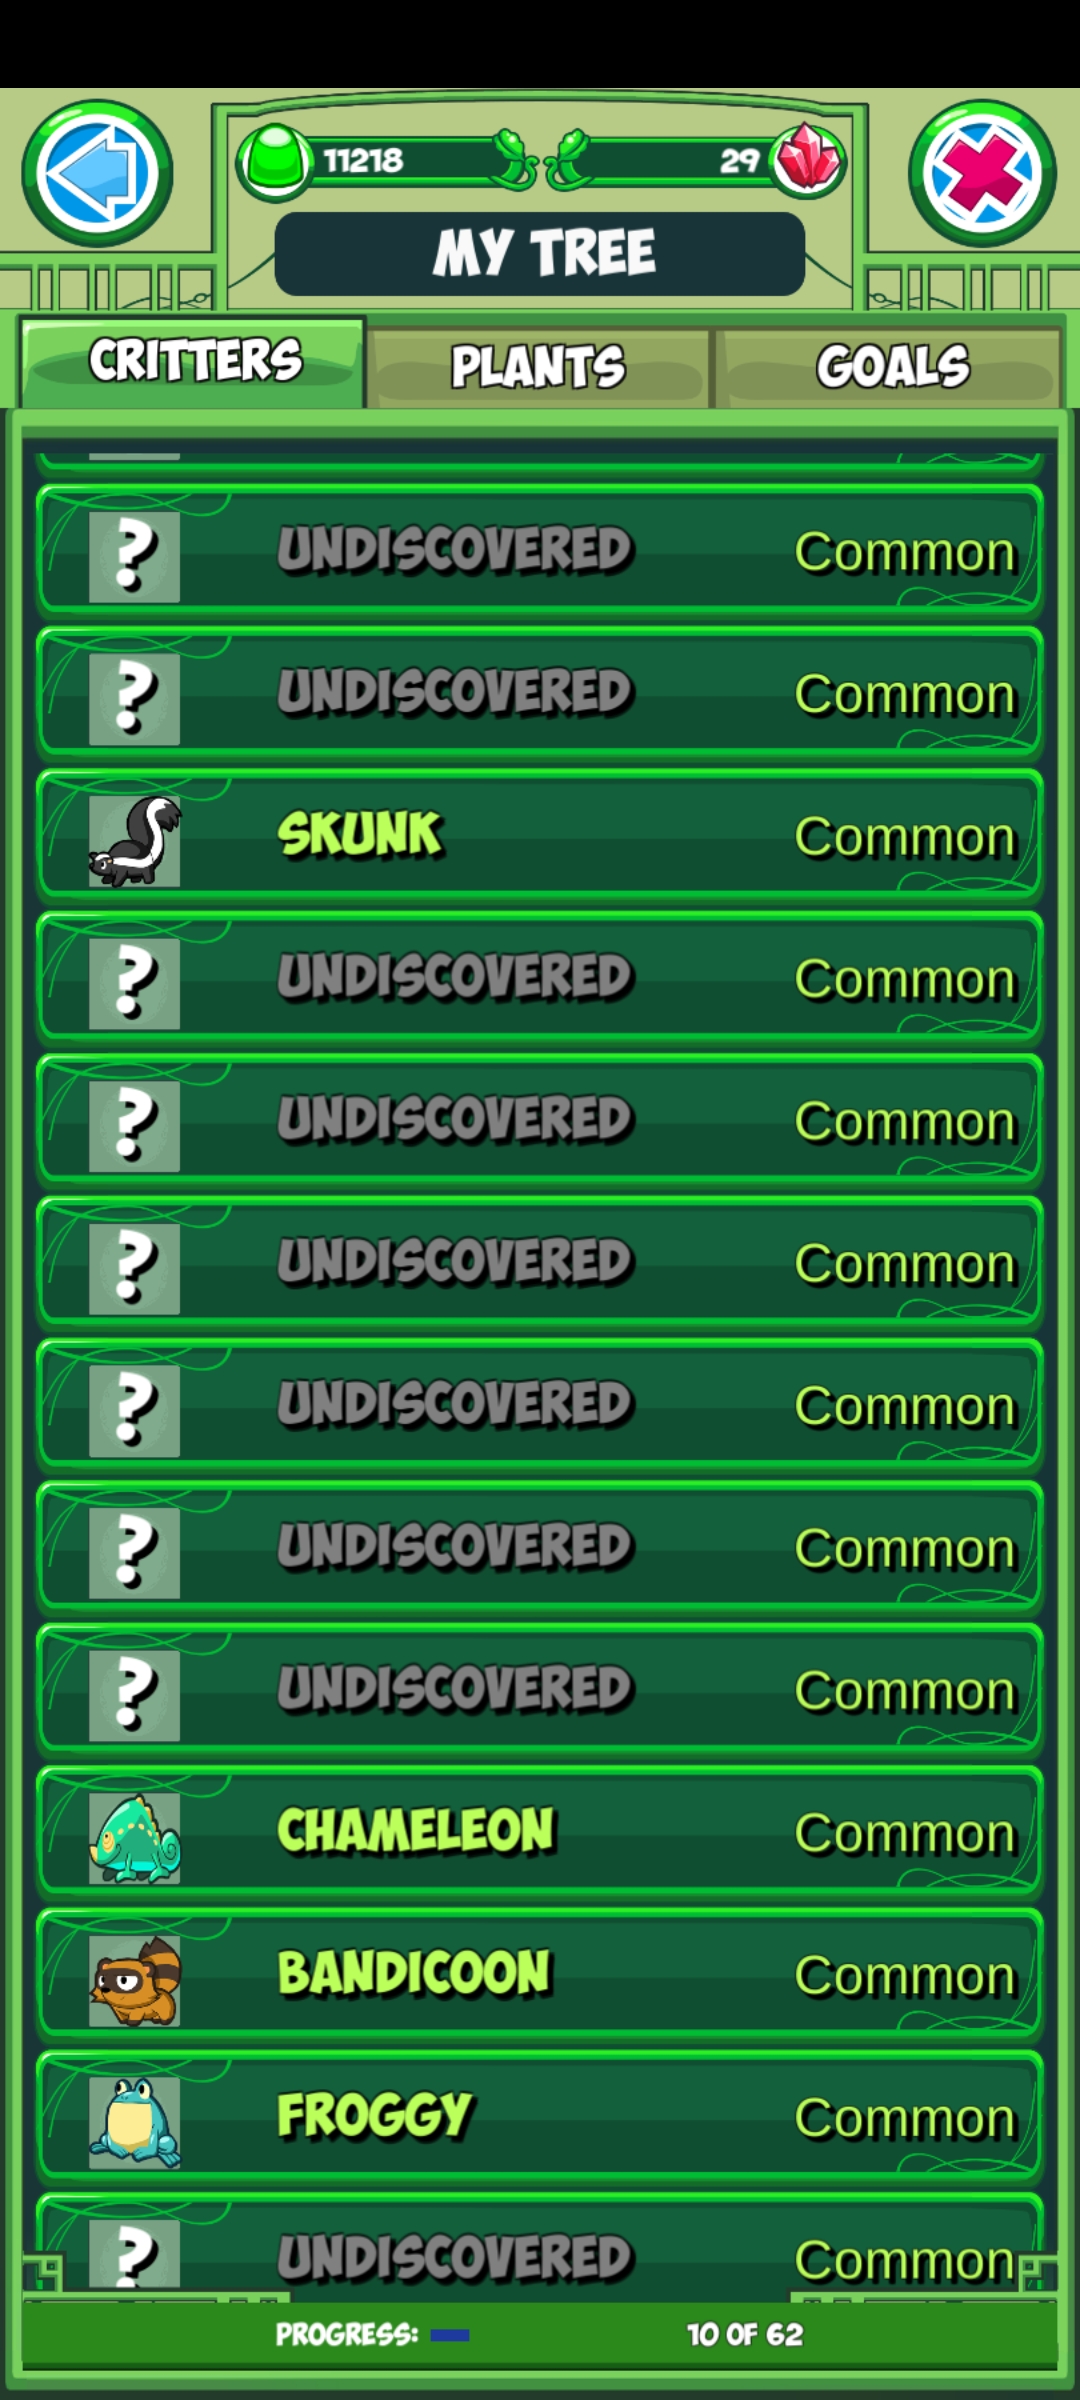 11218
29
MY TREE
CRITTERS
PLANTS
GOALS
? UNDISCOVERED Common
? UNDISCOVERED Common
SKUNK Common
? UNDISCOVERED Common
? UNDISCOVERED Common
? UNDISCOVERED Common
? UNDISCOVERED Common
? UNDISCOVERED Common
? UNDISCOVERED Common
CHAMELEON Common
BANDICOON Common
FROGGY Common
? UNDISCOVERED Common
PROGRESS: 10 OF 62